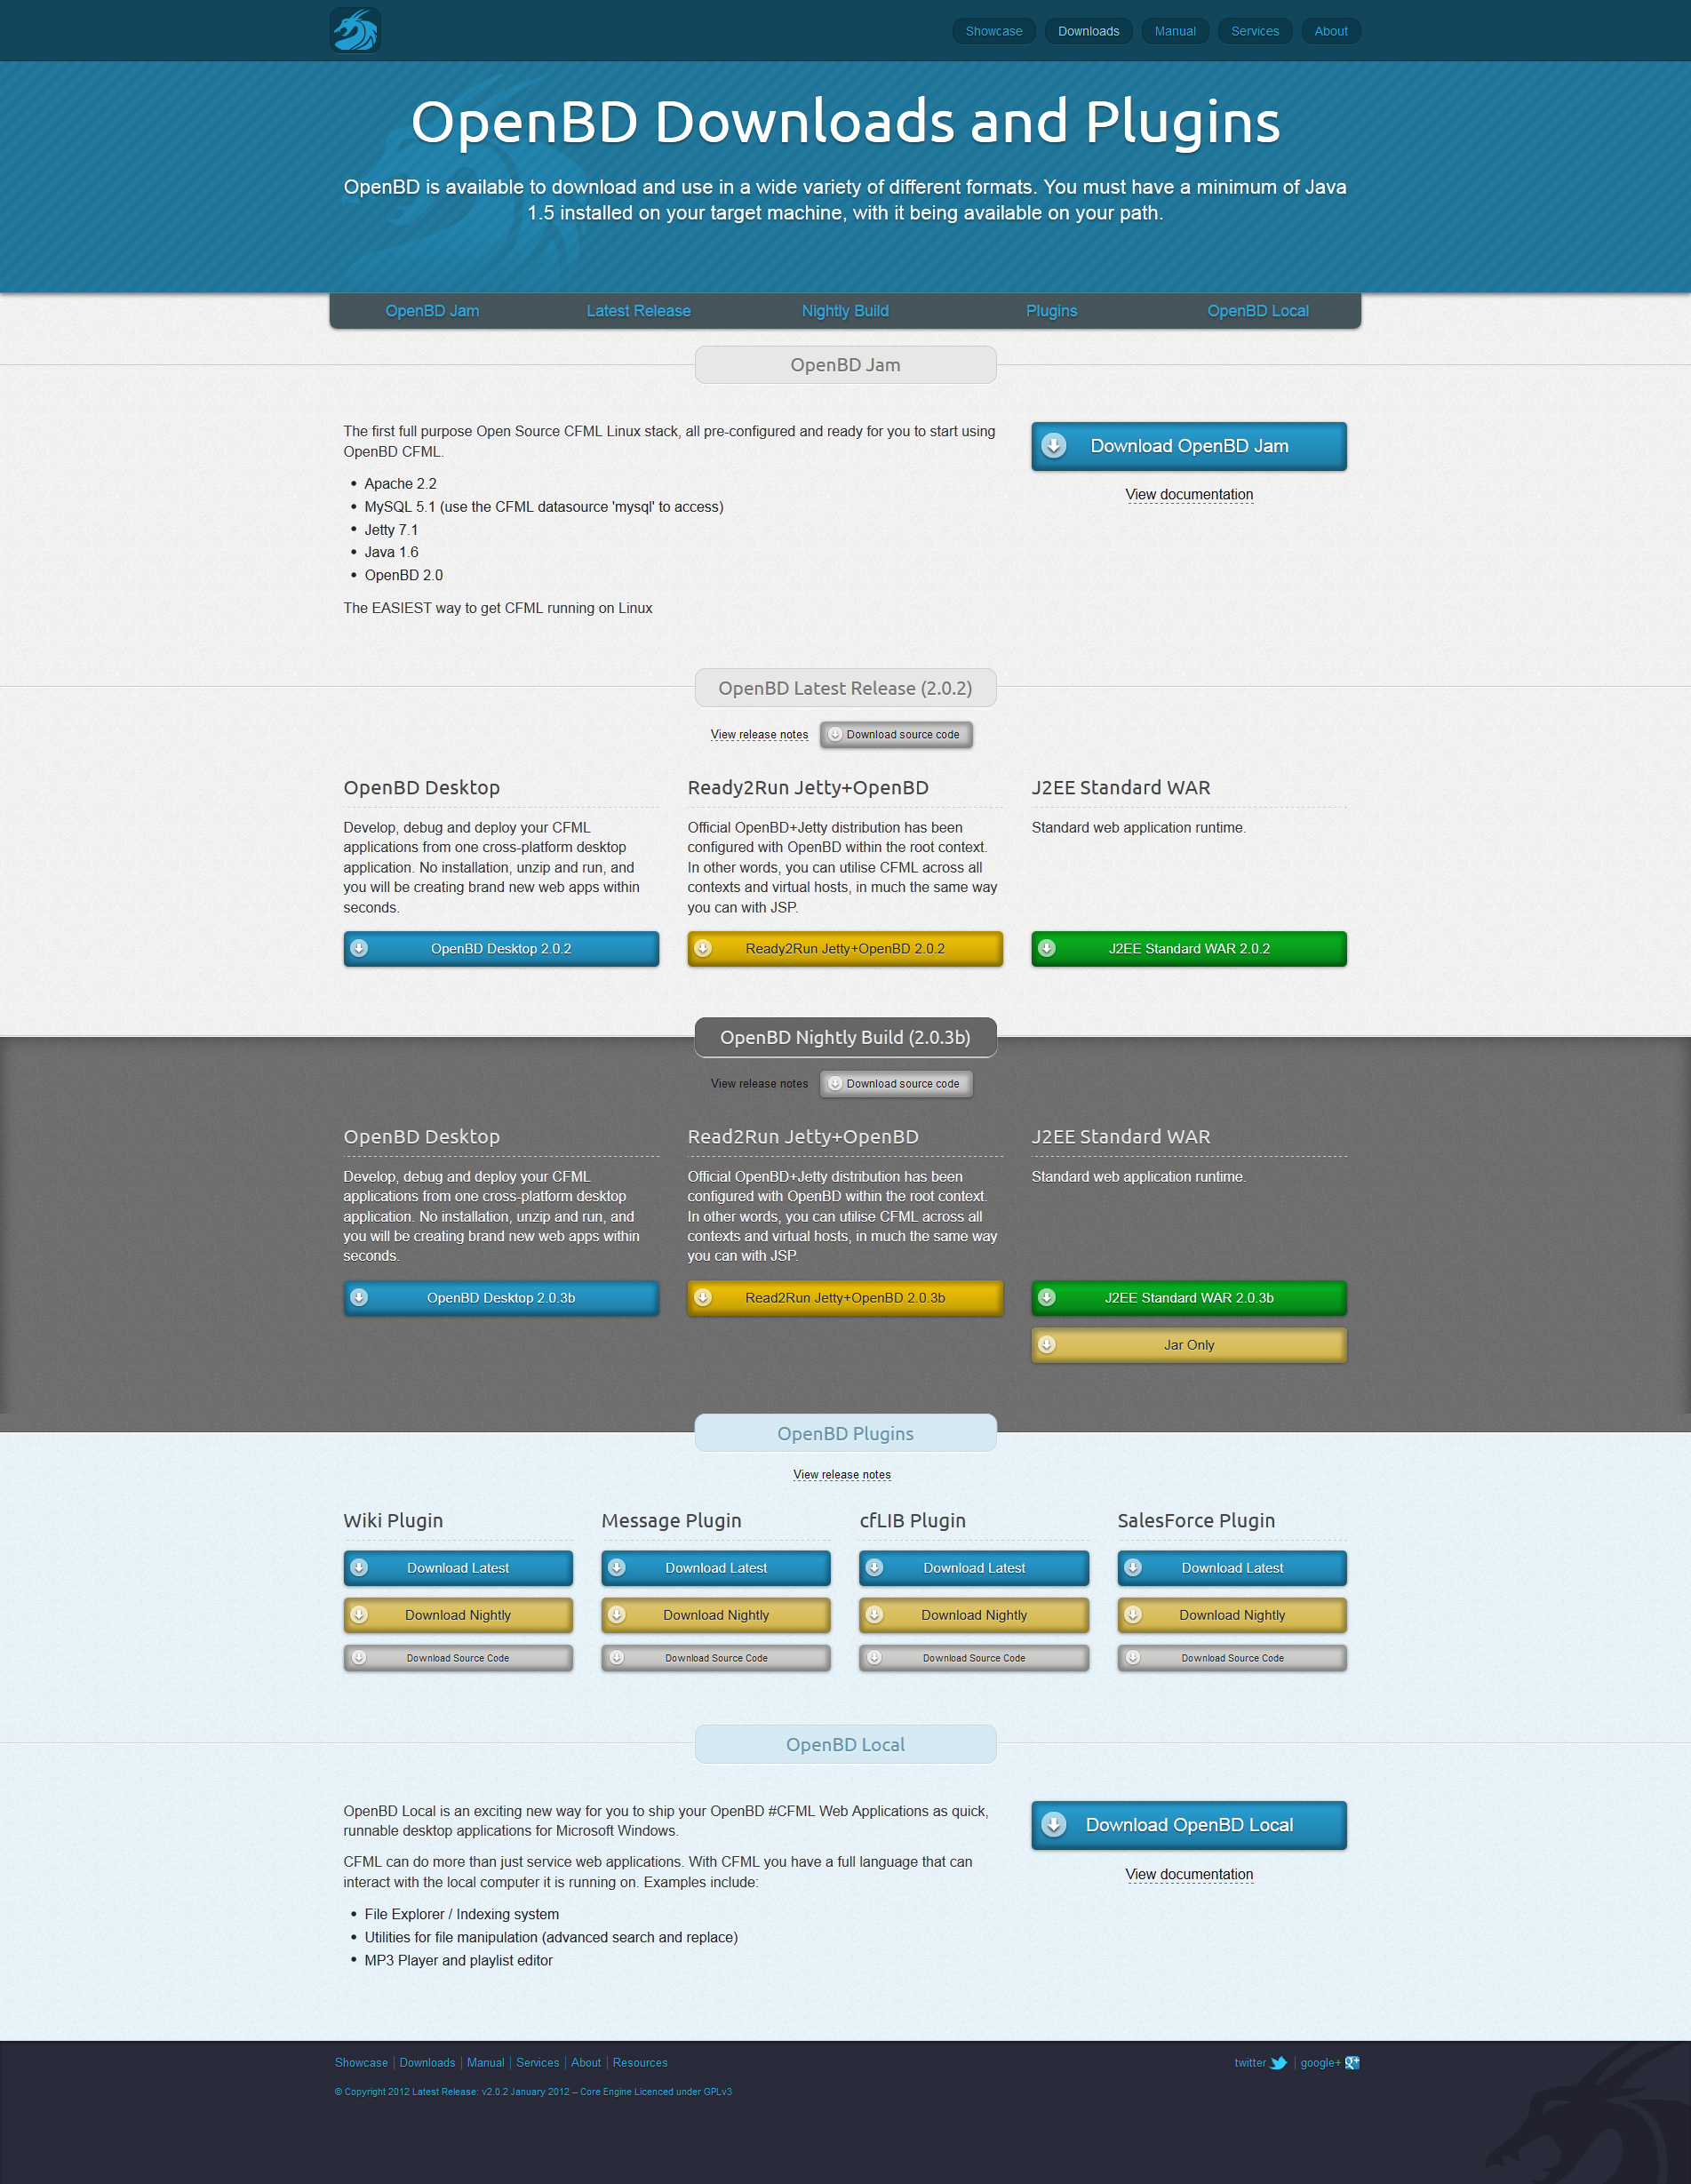 Showcase Downloads Manual Services About
OpenBD Downloads and Plugins
OpenBD is available to download and use in a wide variety of different formats. You must have a minimum of Java
1.5 installed on your target machine, with it being available on your path.
OpenBD Jam Latest Release Nightly Build Plugins OpenBD Local
OpenBD Jam
The first full purpose Open Source CFML Linux stack, all pre-configured and ready for you to start using
OpenBD CFML.
• Apache 2.2
• MySQL 5.1 (use the CFML datasource 'mysql' to access)
• Jetty 7.1
• Java 1.6
• OpenBD 2.0
The EASIEST way to get CFML running on Linux
Download OpenBD Jam
View documentation
OpenBD Latest Release (2.0.2)
View release notes Download source code
OpenBD Desktop
Develop, debug and deploy your CFML
applications from one cross-platform desktop
application. No installation, unzip and run, and
you will be creating brand new web apps within
seconds.
OpenBD Desktop 2.0.2
Ready2Run Jetty+OpenBD
Official OpenBD+Jetty distribution has been
configured with OpenBD within the root context.
In other words, you can utilise CFML across all
contexts and virtual hosts, in much the same way
you can with JSP.
Ready2Run Jetty+OpenBD 2.0.2
J2EE Standard WAR
Standard web application runtime.
J2EE Standard WAR 2.0.2
OpenBD Nightly Build (2.0.3b)
View release notes Download source code
OpenBD Desktop
Develop, debug and deploy your CFML
applications from one cross-platform desktop
application. No installation, unzip and run, and
you will be creating brand new web apps within
seconds.
OpenBD Desktop 2.0.3b
Read2Run Jetty+OpenBD
Official OpenBD+Jetty distribution has been
configured with OpenBD within the root context.
In other words, you can utilise CFML across all
contexts and virtual hosts, in much the same way
you can with JSP.
Read2Run Jetty+OpenBD 2.0.3b
J2EE Standard WAR
Standard web application runtime.
J2EE Standard WAR 2.0.3b
Jar Only
OpenBD Plugins
View release notes
Wiki Plugin
Download Latest
Download Nightly
Download Source Code
Message Plugin
Download Latest
Download Nightly
Download Source Code
cfLIB Plugin
Download Latest
Download Nightly
Download Source Code
SalesForce Plugin
Download Latest
Download Nightly
Download Source Code
OpenBD Local
OpenBD Local is an exciting new way for you to ship your OpenBD #CFML Web Applications as quick,
runnable desktop applications for Microsoft Windows.
CFML can do more than just service web applications. With CFML you have a full language that can
interact with the local computer it is running on. Examples include:
• File Explorer / Indexing system
• Utilities for file manipulation (advanced search and replace)
• MP3 Player and playlist editor
Download OpenBD Local
View documentation
Showcase | Downloads | Manual | Services | About | Resources
twitter | google+ g+
© Copyright 2012 Latest Release: v2.0.2 January 2012 – Core Engine Licenced under GPLv3